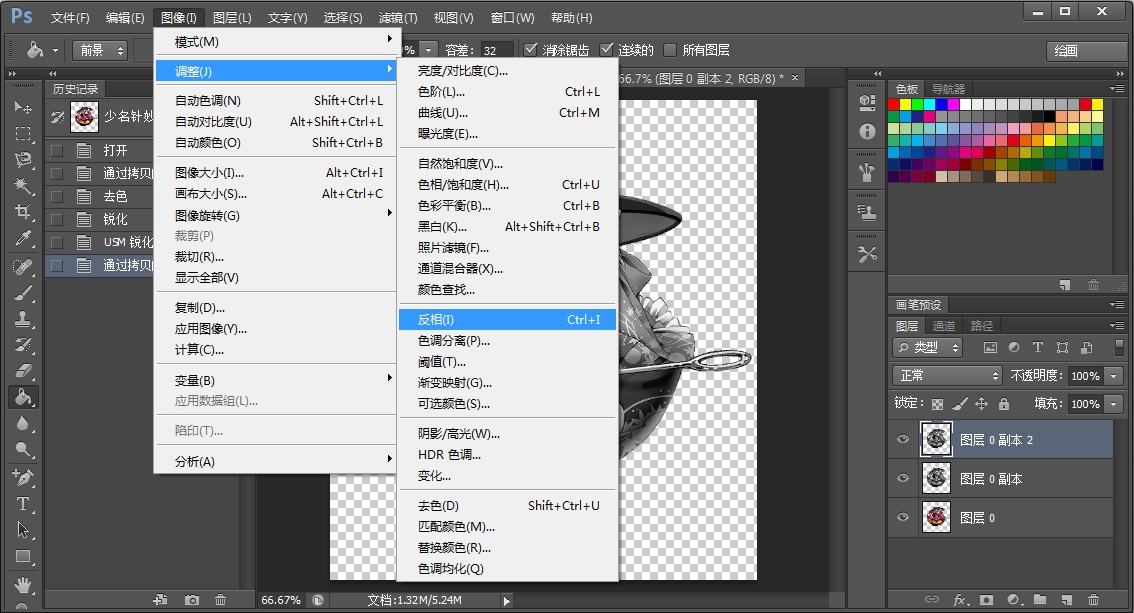 Ps 文件(F) 编辑(E) 图像(I) 图层(L) 文字(Y) 选择(S) 滤镜(T) 视图(V) 窗口(W) 帮助(H)
前景 容差: 32 消除锯齿 连续的 所有图层 绘画
66.7% (图层 0 副本 2, RGB/8) * ×
历史记录
少名针妙
打开
通过拷贝
去色
锐化
USM 锐化
通过拷贝
模式(M)
调整(J)
自动色调(N) Shift+Ctrl+L
自动对比度(U) Alt+Shift+Ctrl+L
自动颜色(O) Shift+Ctrl+B
图像大小(I)... Alt+Ctrl+I
画布大小(S)... Alt+Ctrl+C
图像旋转(G)
裁剪(P)
裁切(R)...
显示全部(V)
复制(D)...
应用图像(Y)...
计算(C)...
变量(B)
应用数据组(L)...
陷印(T)...
分析(A)
亮度/对比度(C)...
色阶(L)... Ctrl+L
曲线(U)... Ctrl+M
曝光度(E)...
自然饱和度(V)...
色相/饱和度(H)... Ctrl+U
色彩平衡(B)... Ctrl+B
黑白(K)... Alt+Shift+Ctrl+B
照片滤镜(F)...
通道混合器(X)...
颜色查找...
反相(I) Ctrl+I
色调分离(P)...
阈值(T)...
渐变映射(G)...
可选颜色(S)...
阴影/高光(W)...
HDR 色调...
变化...
去色(D) Shift+Ctrl+U
匹配颜色(M)...
替换颜色(R)...
色调均化(Q)
色板 导航器
画笔预设
图层 通道 路径
类型
正常 不透明度: 100%
锁定: 填充: 100%
图层 0 副本 2
图层 0 副本
图层 0
66.67% 文档:1.32M/5.24M